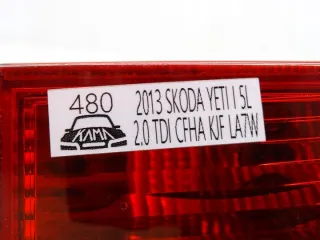 480
KAMA
2013 SKODA YETI I 5L
2.0 TDI CFHA KJF LA7W